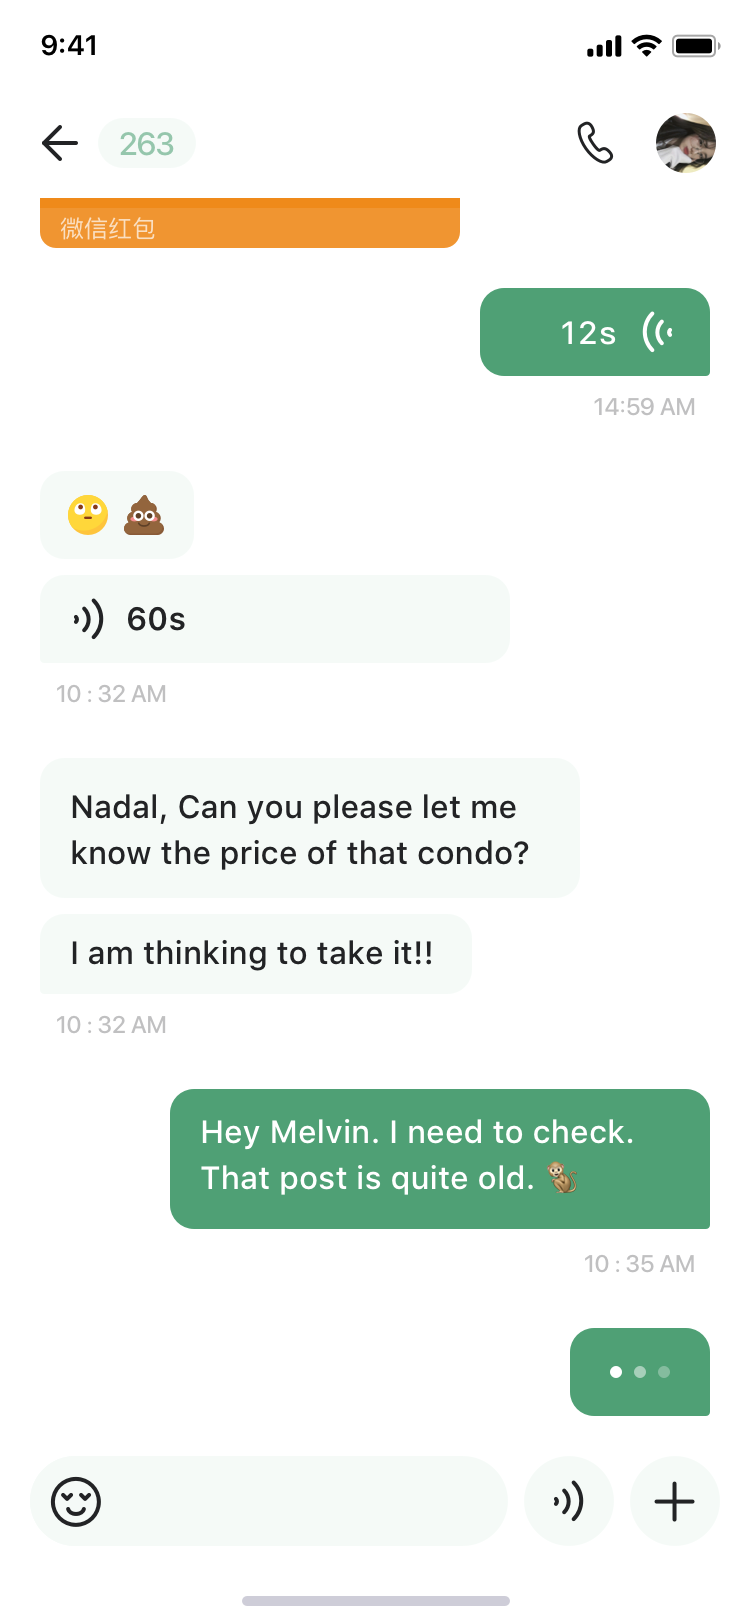 9:41
263
微信红包
12s
14:59 AM
🙄 💩
60s
10 : 32 AM
Nadal, Can you please let me
know the price of that condo?
I am thinking to take it!!
10 : 32 AM
Hey Melvin. I need to check.
That post is quite old. 🐒
10 : 35 AM